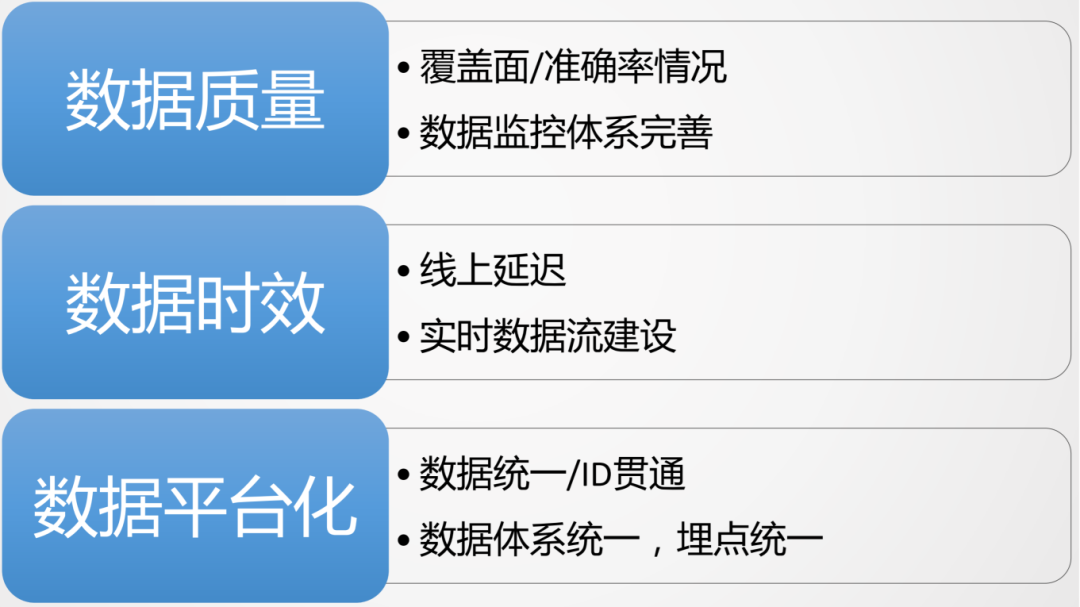 数据质量
• 覆盖面/准确率情况
• 数据监控体系完善
数据时效
• 线上延迟
• 实时数据流建设
数据平台化
• 数据统一/ID贯通
• 数据体系统一，埋点统一